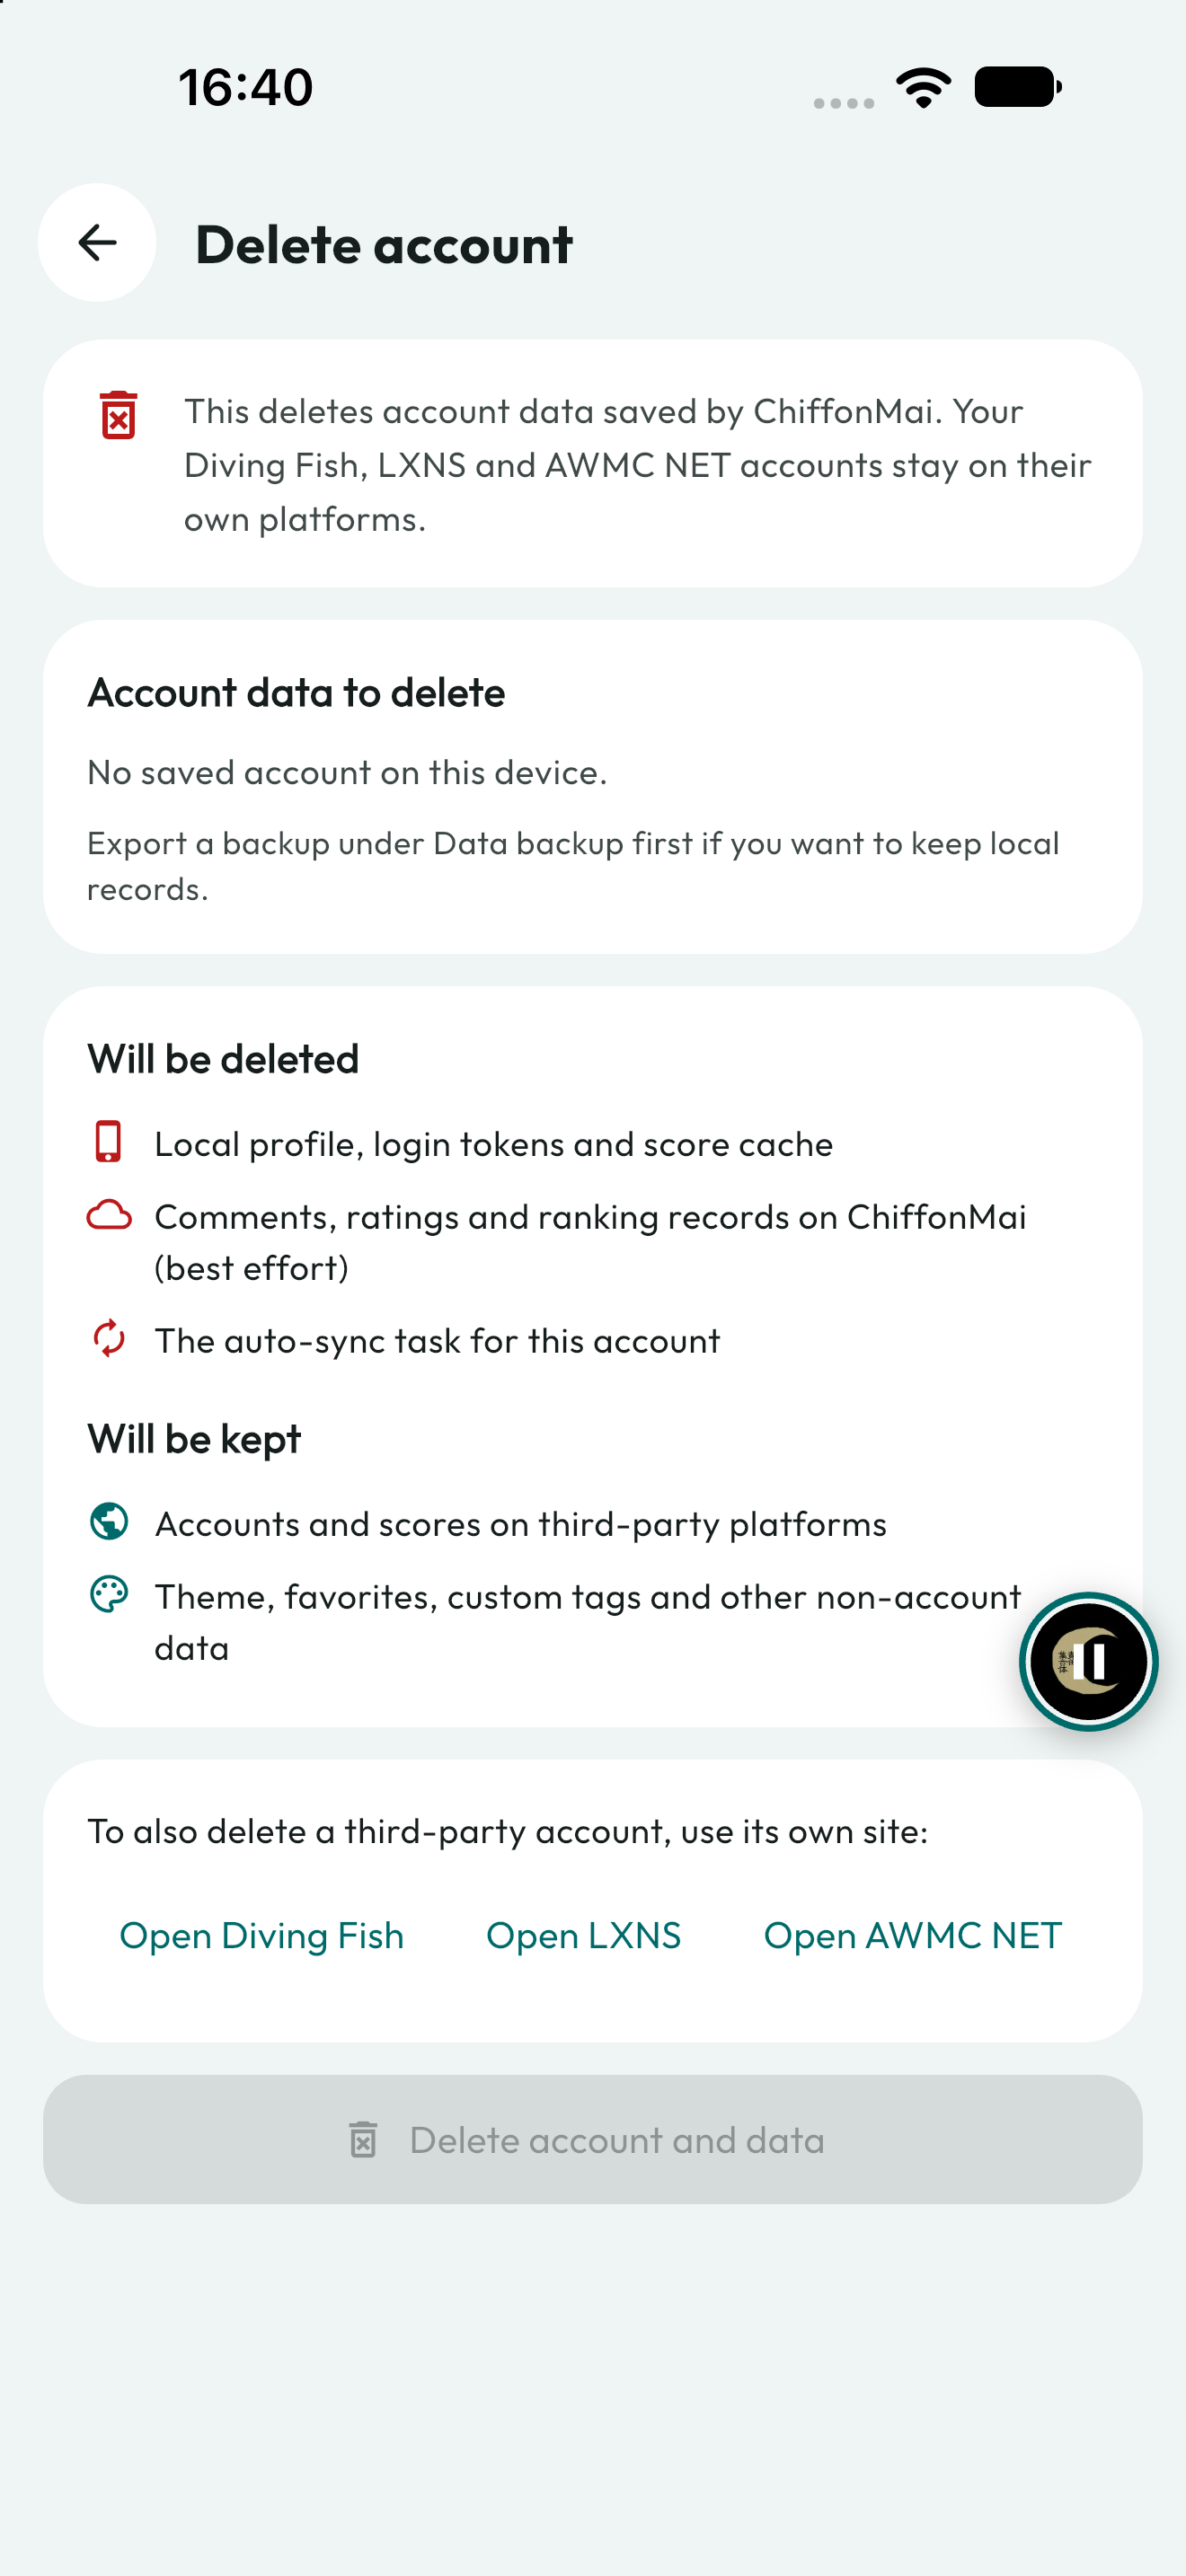 16:40
Delete account
This deletes account data saved by ChiffonMai. Your
Diving Fish, LXNS and AWMC NET accounts stay on their
own platforms.
Account data to delete
No saved account on this device.
Export a backup under Data backup first if you want to keep local
records.
Will be deleted
Local profile, login tokens and score cache
Comments, ratings and ranking records on ChiffonMai
(best effort)
The auto-sync task for this account
Will be kept
Accounts and scores on third-party platforms
Theme, favorites, custom tags and other non-account
data
To also delete a third-party account, use its own site:
Open Diving Fish
Open LXNS
Open AWMC NET
Delete account and data